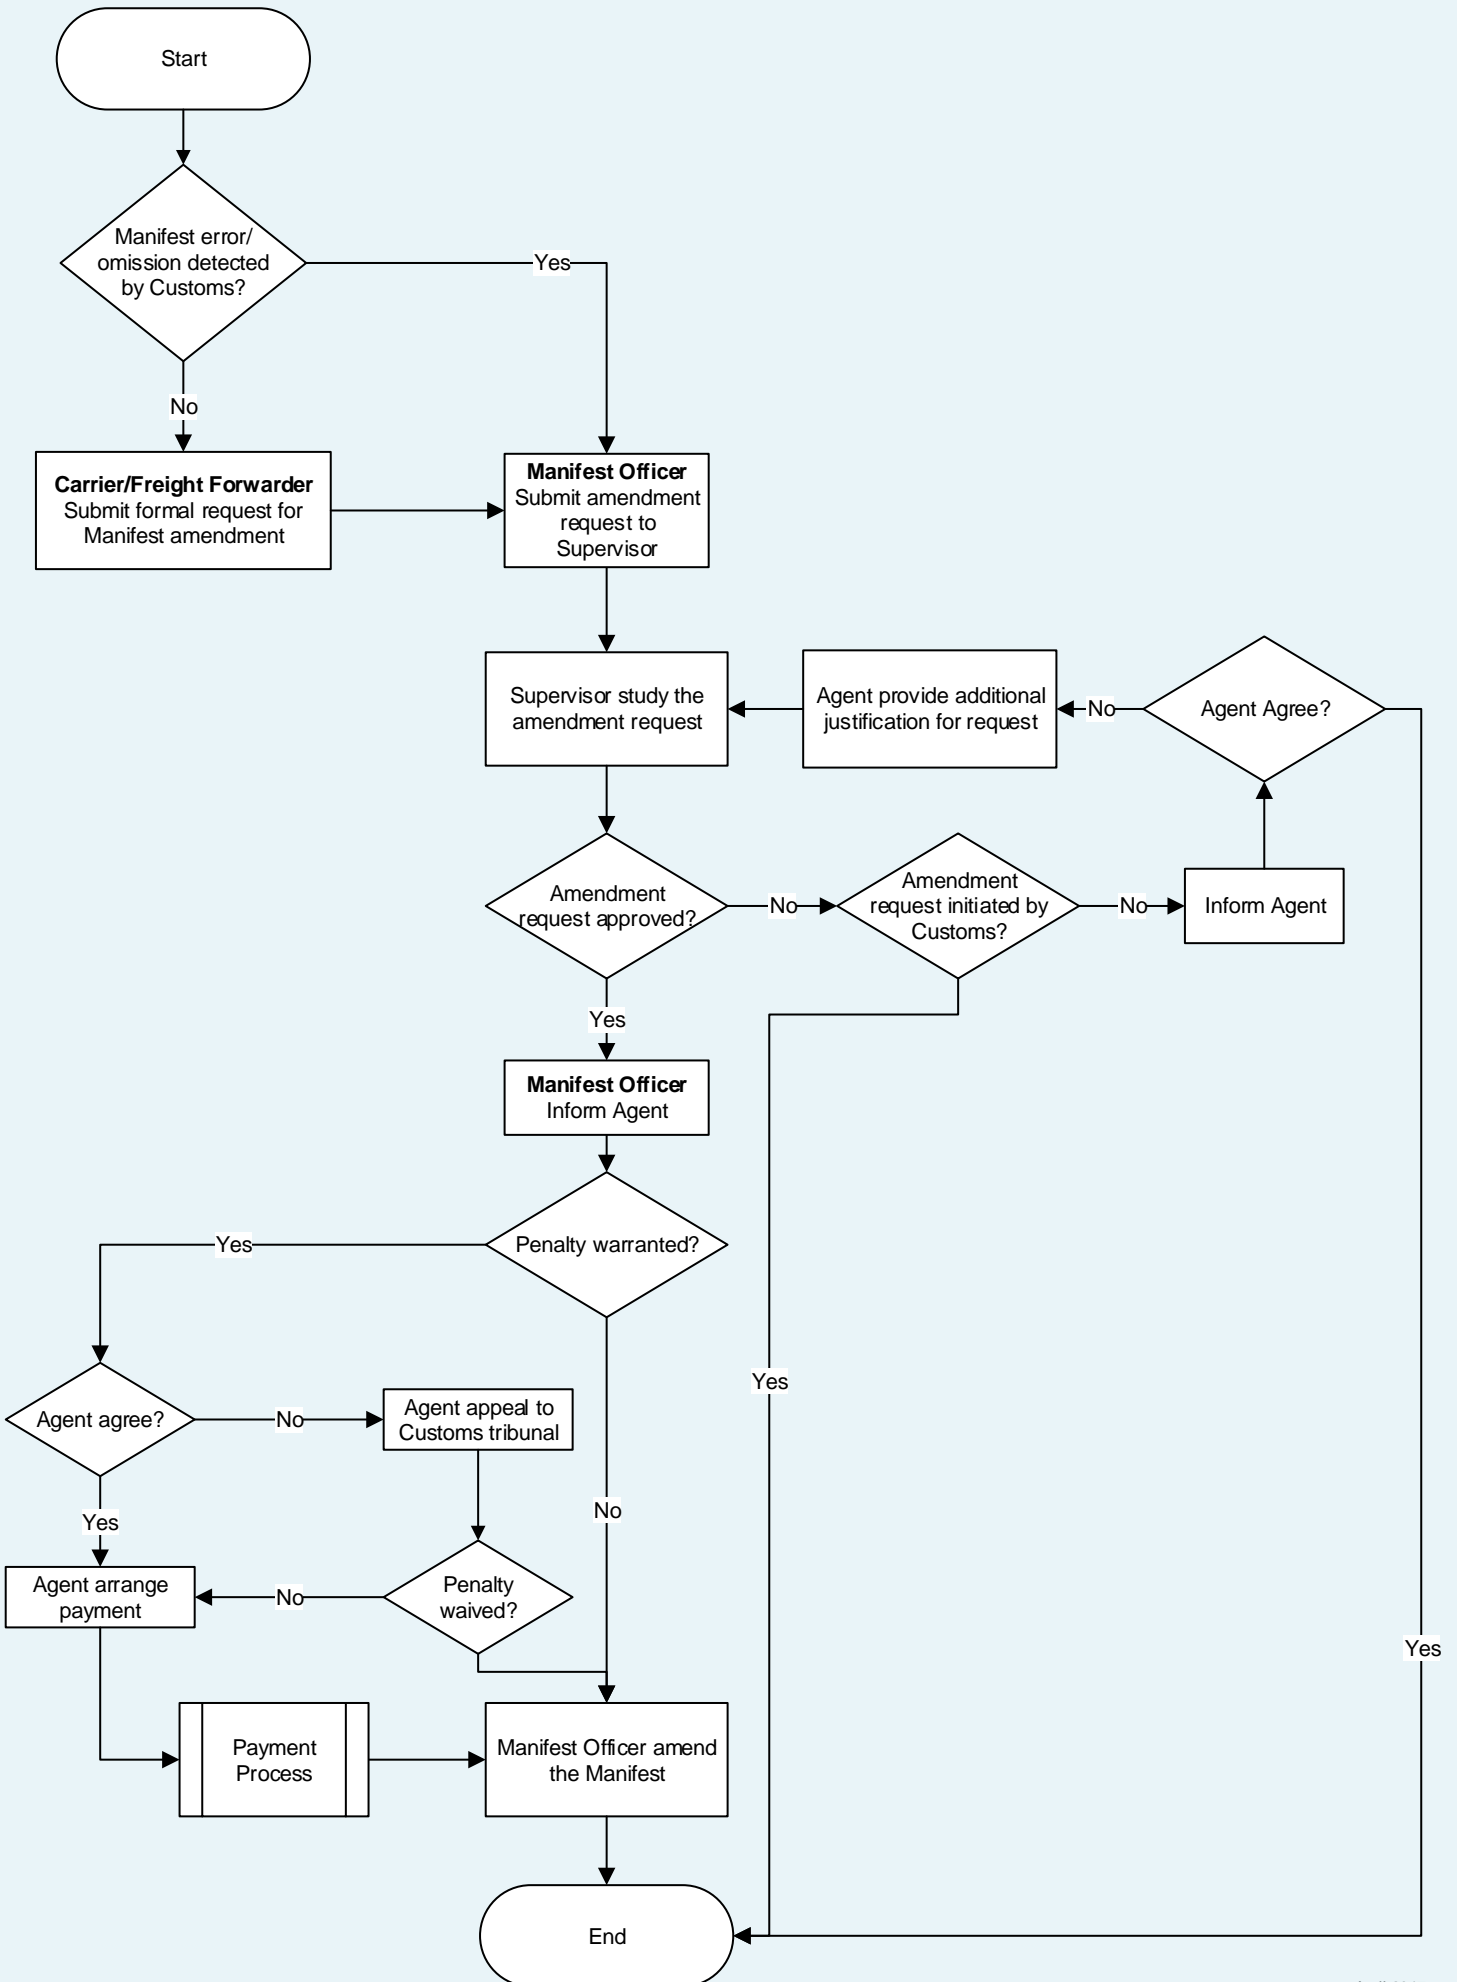 Start
Manifest error/
omission detected
by Customs?
Yes
No
Carrier/Freight Forwarder
Submit formal request for
Manifest amendment
Manifest Officer
Submit amendment
request to
Supervisor
Supervisor study the
amendment request
Agent provide additional
justification for request
No
Agent Agree?
Amendment
request approved?
No
Amendment
request initiated by
Customs?
No
Inform Agent
Yes
Manifest Officer
Inform Agent
Yes
Penalty warranted?
Yes
Agent agree?
No
Agent appeal to
Customs tribunal
Yes
No
Agent arrange
payment
No
Penalty
waived?
Yes
Payment
Process
Manifest Officer amend
the Manifest
End